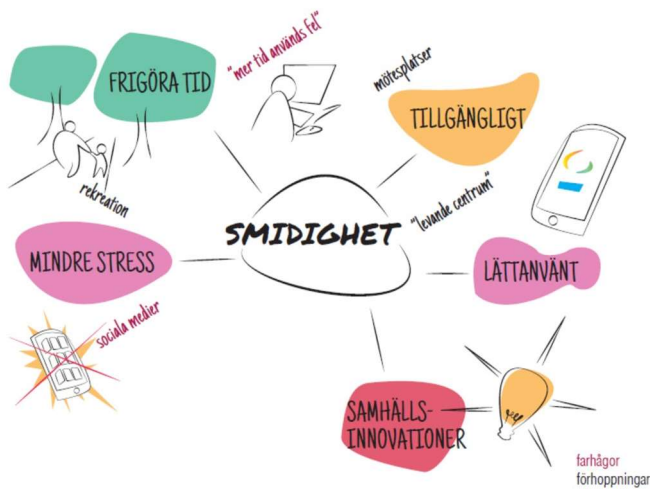 FRIGÖRA TID
"mer tid används fel"
mötesplatser
TILLGÄNGLIGT
rekreation
SMIDIGHET
"levande centrum"
MINDRE STRESS
LÄTTANVÄNT
sociala medier
SAMHÄLLS-
INNOVATIONER
farhågor
förhoppningar